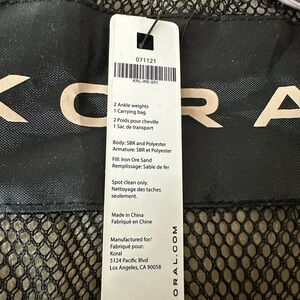 KORA
071121
KRL-WE-001
2 Ankle weights
1 Carrying bag
2 Poids pour cheville
1 Sac de transport
Body: SBR and Polyester
Armature: SBR et Polyester
Fill: Iron Ore Sand
Remplissage: Sable de fer
Spot clean only.
Nettoyage des taches
seulement.
Made in China
Fabriqué en Chine
Manufactured for/
Fabriqué pour:
Koral
5124 Pacific Blvd
Los Angeles, CA 90058
ORAL.COM